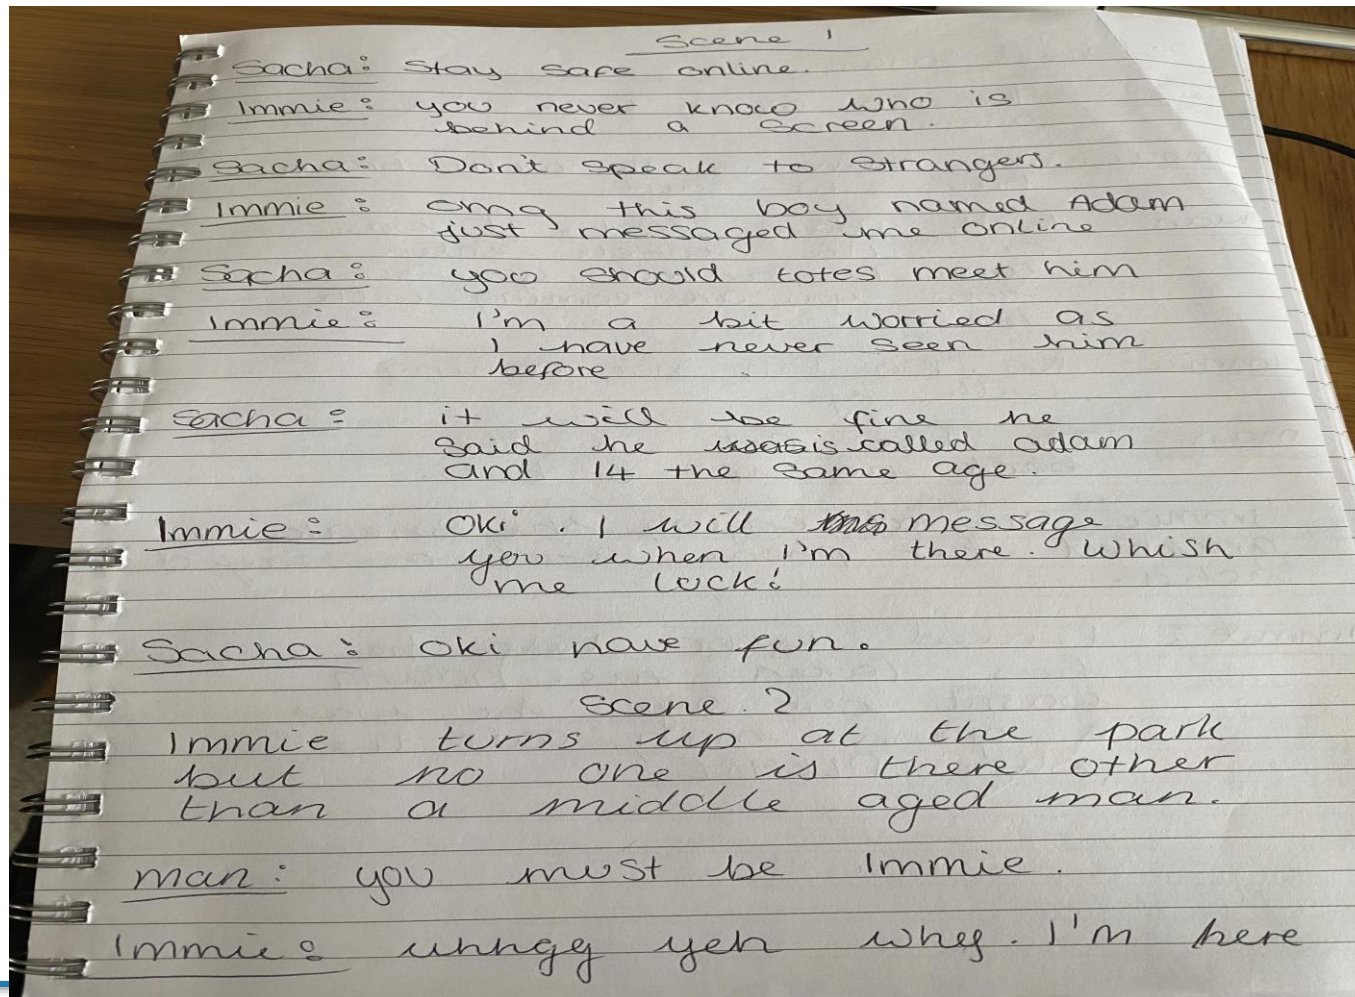 Scene 1
Sacha: Stay safe online.
Immie: you never know who is
behind a screen.
Sacha: Don't speak to strangers.
Immie: omg this boy named Adam
just messaged me online
Sacha: you should totes meet him
Immie: I'm a bit worried as
I have never seen him
before
Sacha: it will be fine he
said he is called adam
and 14 the same age.
Immie: Oki. I will message
you when I'm there. Whish
me luck!
Sacha: Oki have fun.
Scene. 2
Immie turns up at the park
but no one is there other
than a middle aged man.
man: you must be Immie.
Immie: yeh. I'm here